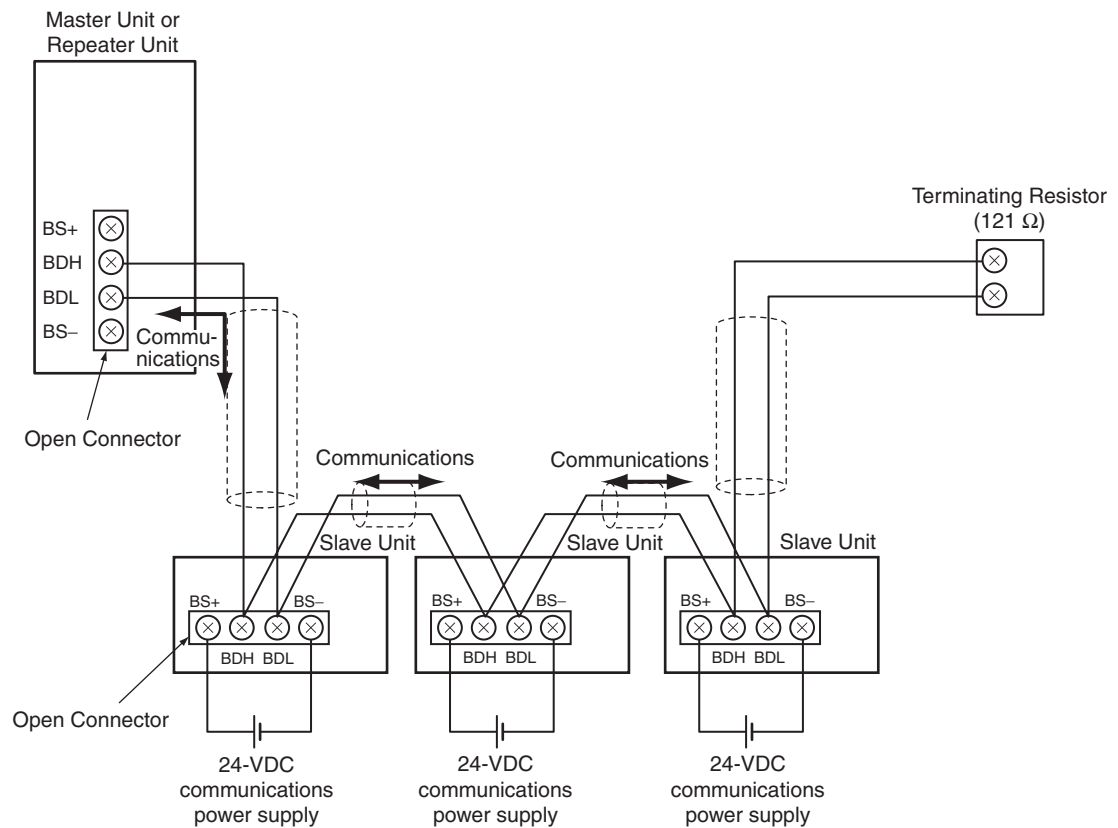 Master Unit or
Repeater Unit
BS+
BDH
BDL
BS–
Commu-
nications
Open Connector
Terminating Resistor
(121 Ω)
Communications
Communications
Slave Unit
Slave Unit
Slave Unit
BS+
BS–
BDH BDL
BS+
BS–
BDH BDL
BS+
BS–
BDH BDL
Open Connector
24-VDC
communications
power supply
24-VDC
communications
power supply
24-VDC
communications
power supply